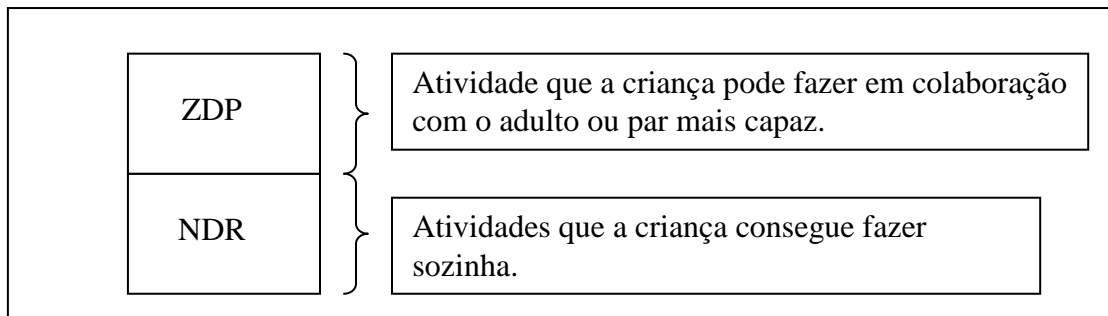 ZDP
Atividade que a criança pode fazer em colaboração
com o adulto ou par mais capaz.
NDR
Atividades que a criança consegue fazer
sozinha.